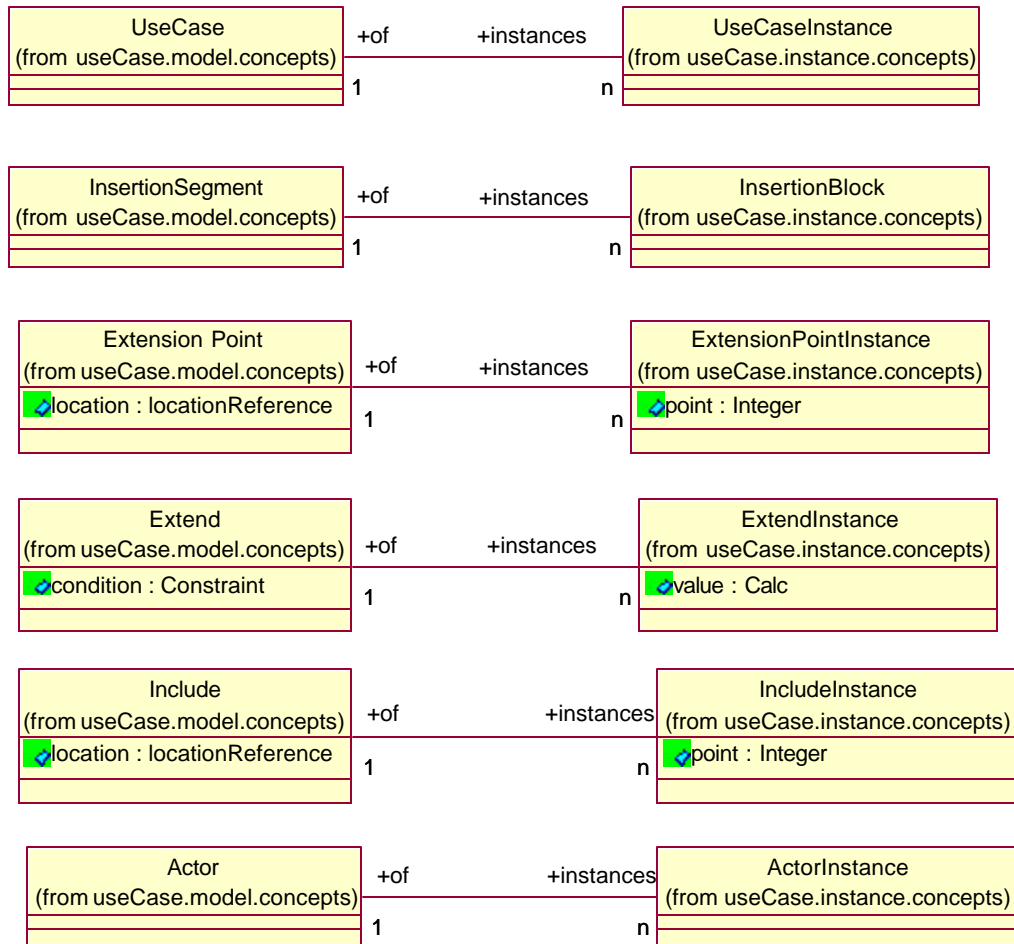 UseCase
(from useCase.model.concepts)
+of
+instances
1
n
UseCaseInstance
(from useCase.instance.concepts)
InsertionSegment
(from useCase.model.concepts)
+of
+instances
1
n
InsertionBlock
(from useCase.instance.concepts)
Extension Point
(from useCase.model.concepts)
location : locationReference
+of
+instances
1
n
ExtensionPointInstance
(from useCase.instance.concepts)
point : Integer
Extend
(from useCase.model.concepts)
condition : Constraint
+of
+instances
1
n
ExtendInstance
(from useCase.instance.concepts)
value : Calc
Include
(from useCase.model.concepts)
location : locationReference
+of
+instances
1
n
IncludeInstance
(from useCase.instance.concepts)
point : Integer
Actor
(from useCase.model.concepts)
+of
+instances
1
n
ActorInstance
(from useCase.instance.concepts)